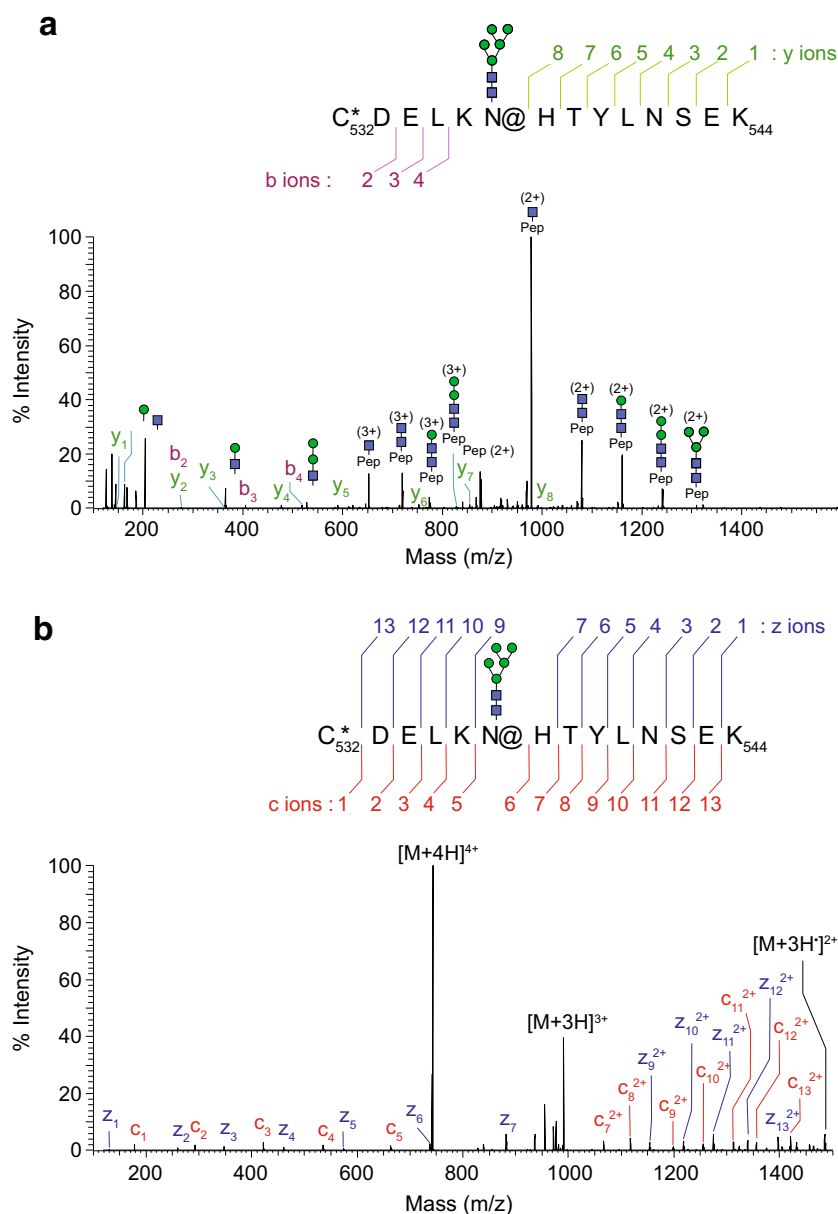 a
8 7 6 5 4 3 2 1 : y ions
C*532 D E L K N@ H T Y L N S E K544
b ions : 2 3 4
(2+)
Pep
100
80
60
40
20
0
% Intensity
y1
b2
y2
y3
b3
y4
b4
y5
(3+)
Pep
(3+)
Pep
(3+)
Pep
(3+)
Pep
y6
Pep (2+)
y7
y8
(2+)
Pep
(2+)
Pep
(2+)
Pep
(2+)
Pep
200 400 600 800 1000 1200 1400
Mass (m/z)
b
13 12 11 10 9 7 6 5 4 3 2 1 : z ions
C*532 D E L K N@ H T Y L N S E K544
c ions : 1 2 3 4 5 6 7 8 9 10 11 12 13
100
80
60
40
20
0
% Intensity
[M+4H]4+
[M+3H]3+
[M+3H•]2+
z1
c1
z2
c2
z3
c3
z4
c4
z5
c5
z6
z7
c7 2+
c8 2+
z9 2+
c9 2+
z10 2+
c10 2+
z11 2+
c11 2+
z12 2+
c12 2+
z13 2+
c13 2+
200 400 600 800 1000 1200 1400
Mass (m/z)